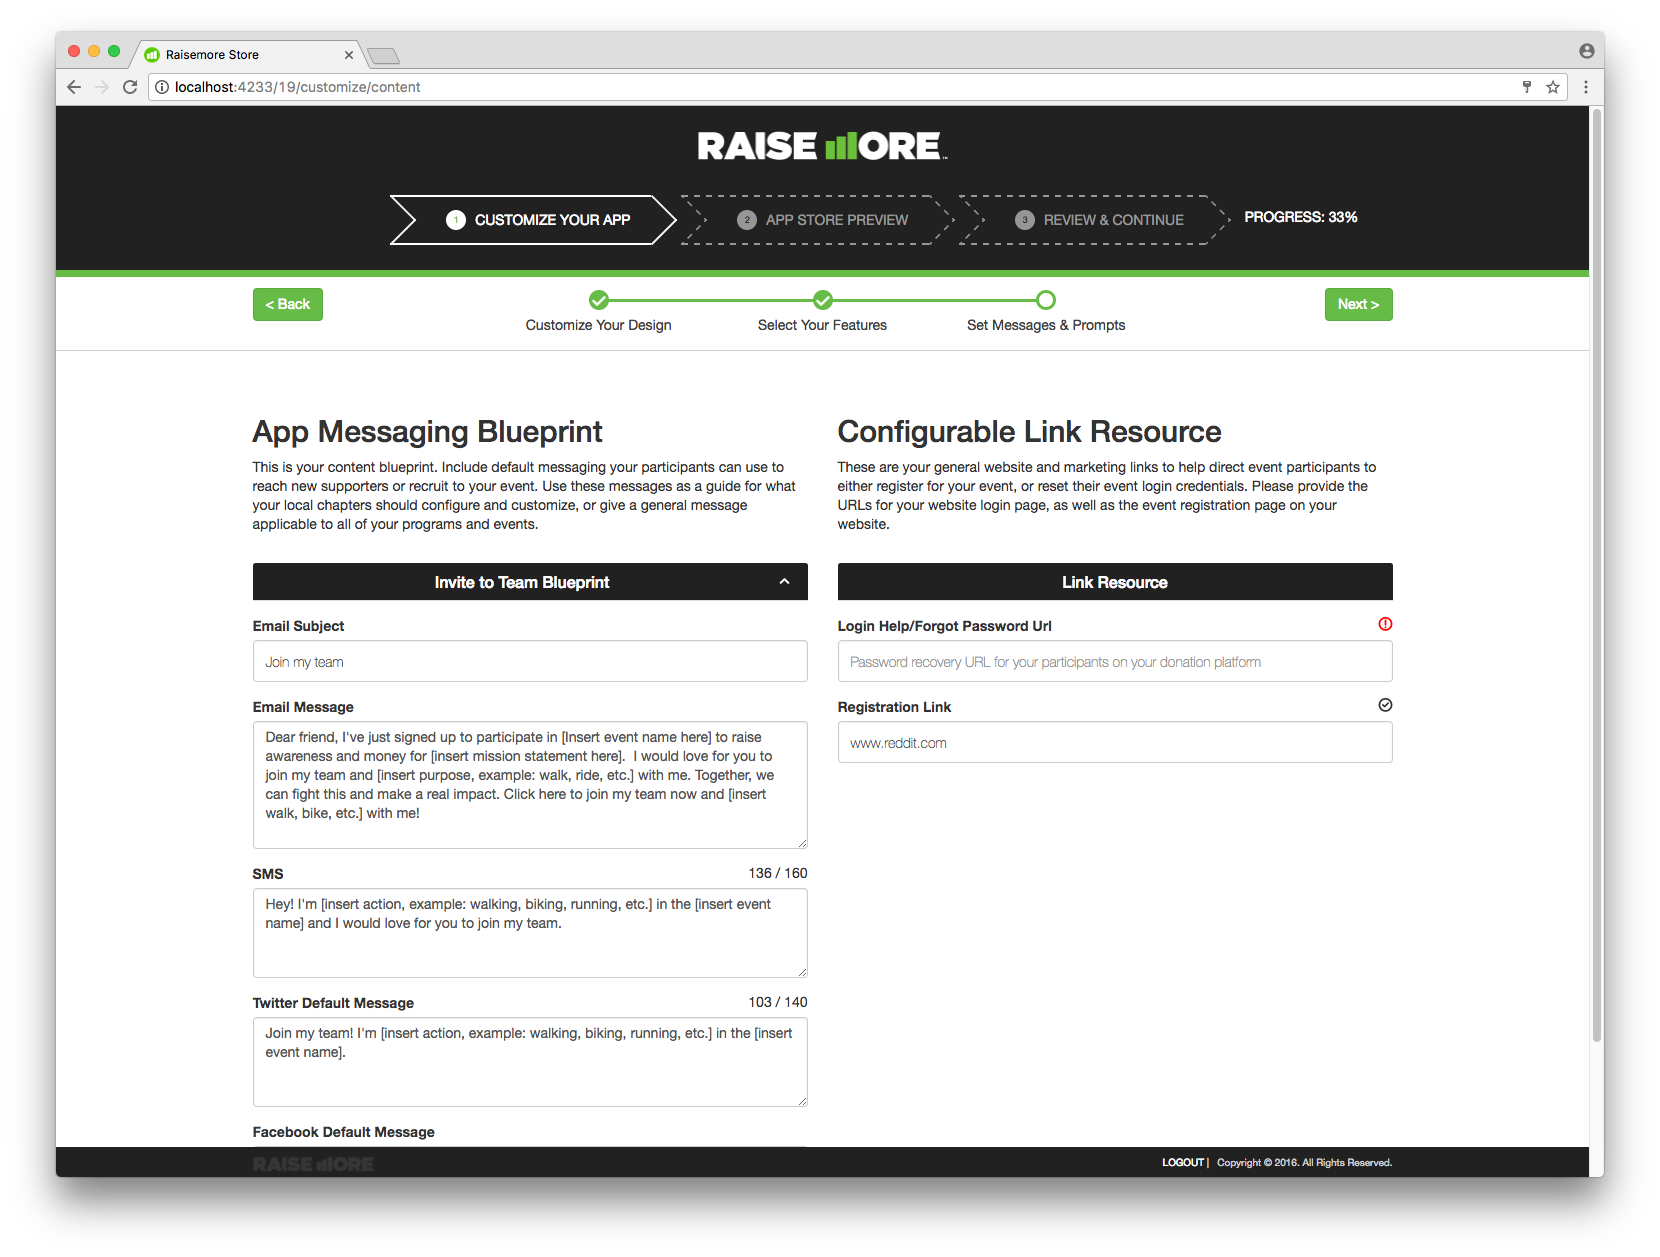 Raisemore Store
localhost:4233/19/customize/content
RAISE MORE™
1 CUSTOMIZE YOUR APP
2 APP STORE PREVIEW
3 REVIEW & CONTINUE
PROGRESS: 33%
< Back
Customize Your Design
Select Your Features
Set Messages & Prompts
Next >
App Messaging Blueprint
This is your content blueprint. Include default messaging your participants can use to
reach new supporters or recruit to your event. Use these messages as a guide for what
your local chapters should configure and customize, or give a general message
applicable to all of your programs and events.
Invite to Team Blueprint
Email Subject
Join my team
Email Message
Dear friend, I've just signed up to participate in [Insert event name here] to raise
awareness and money for [insert mission statement here].  I would love for you to
join my team and [insert purpose, example: walk, ride, etc.] with me. Together, we
can fight this and make a real impact. Click here to join my team now and [insert
walk, bike, etc.] with me!
SMS
136 / 160
Hey! I'm [insert action, example: walking, biking, running, etc.] in the [insert event
name] and I would love for you to join my team.
Twitter Default Message
103 / 140
Join my team! I'm [insert action, example: walking, biking, running, etc.] in the [insert
event name].
Facebook Default Message
Configurable Link Resource
These are your general website and marketing links to help direct event participants to
either register for your event, or reset their event login credentials. Please provide the
URLs for your website login page, as well as the event registration page on your
website.
Link Resource
Login Help/Forgot Password Url
Password recovery URL for your participants on your donation platform
Registration Link
www.reddit.com
RAISE MORE
LOGOUT | Copyright © 2016. All Rights Reserved.